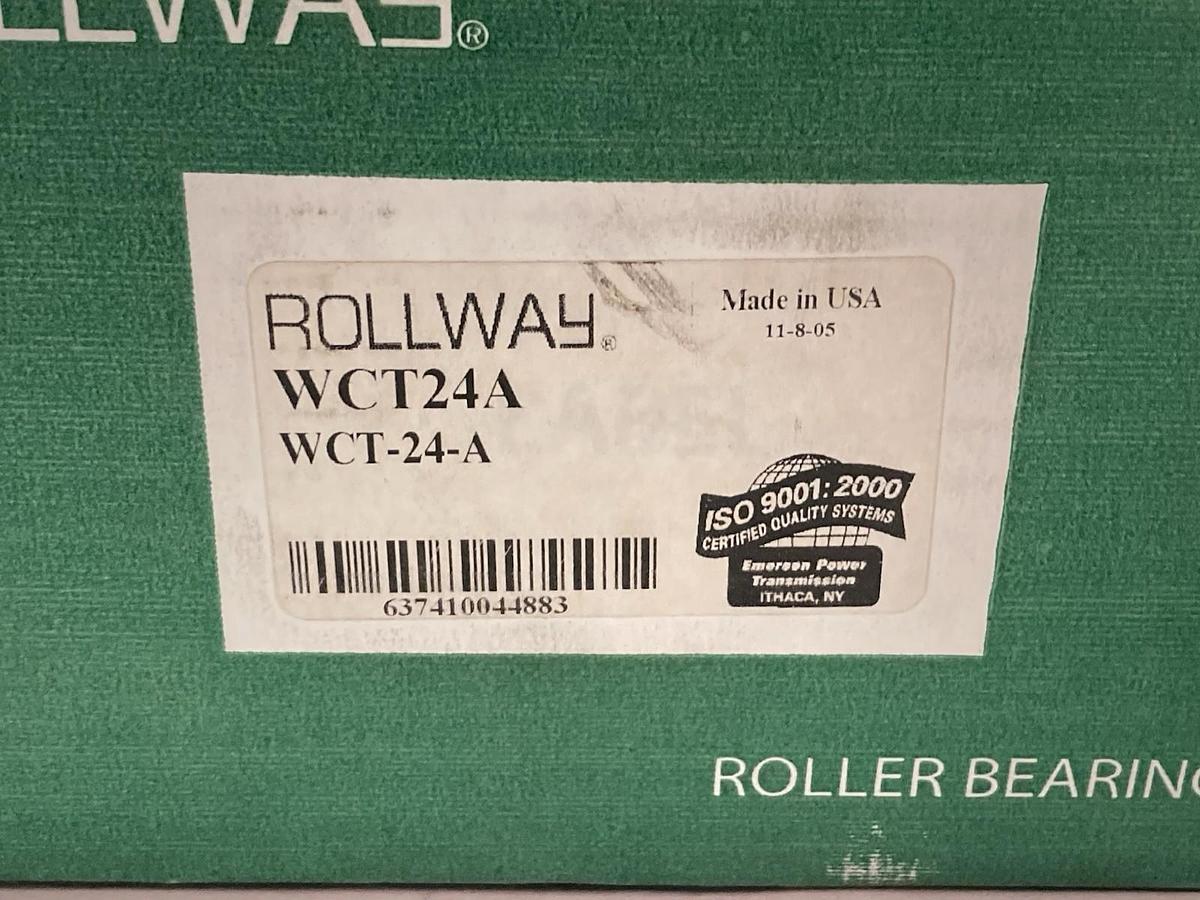 ROLLWAY®
Made in USA
11-8-05
WCT24A
WCT-24-A
ISO 9001:2000
CERTIFIED QUALITY SYSTEMS
Emerson Power
Transmission
ITHACA, NY
637410044883
ROLLER BEARING